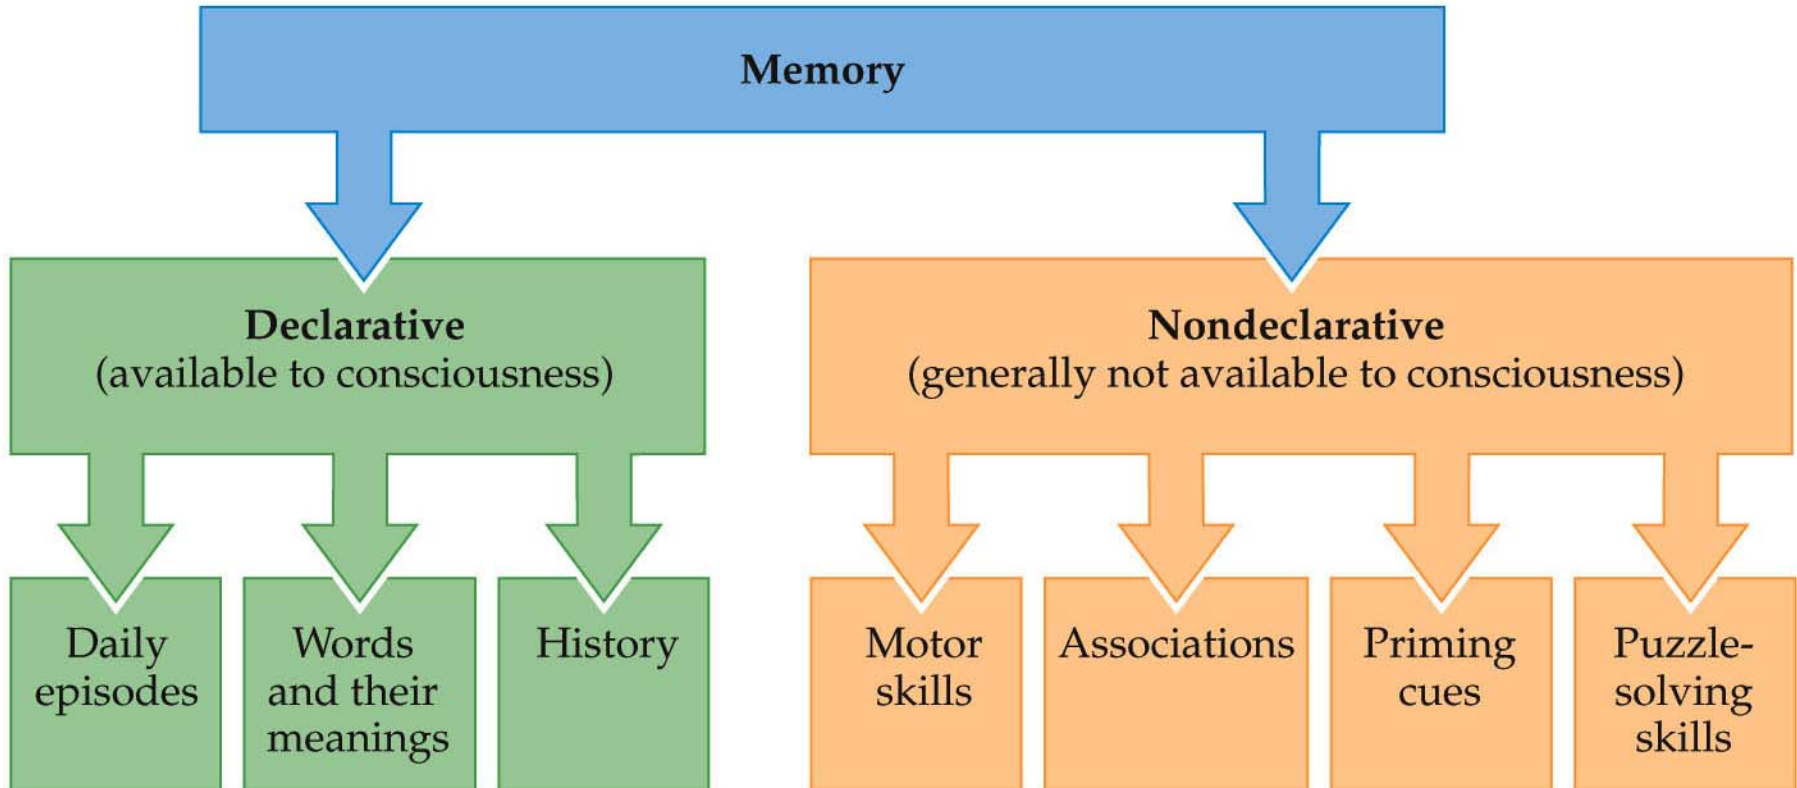 Memory
Declarative
(available to consciousness)
Nondeclarative
(generally not available to consciousness)
Daily
episodes
Words
and their
meanings
History
Motor
skills
Associations
Priming
cues
Puzzle-
solving
skills